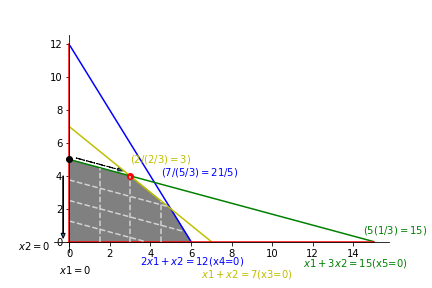 12
10
8
6
4
2
0
(2/(2/3) = 3)
(7/(5/3) = 21/5)
(5(1/3) = 15)
x2 = 0
0 2 4 6 8 10 12 14
2x1 + x2 = 12(x4=0)
x1 + 3x2 = 15(x5=0)
x1 = 0
x1 + x2 = 7(x3=0)